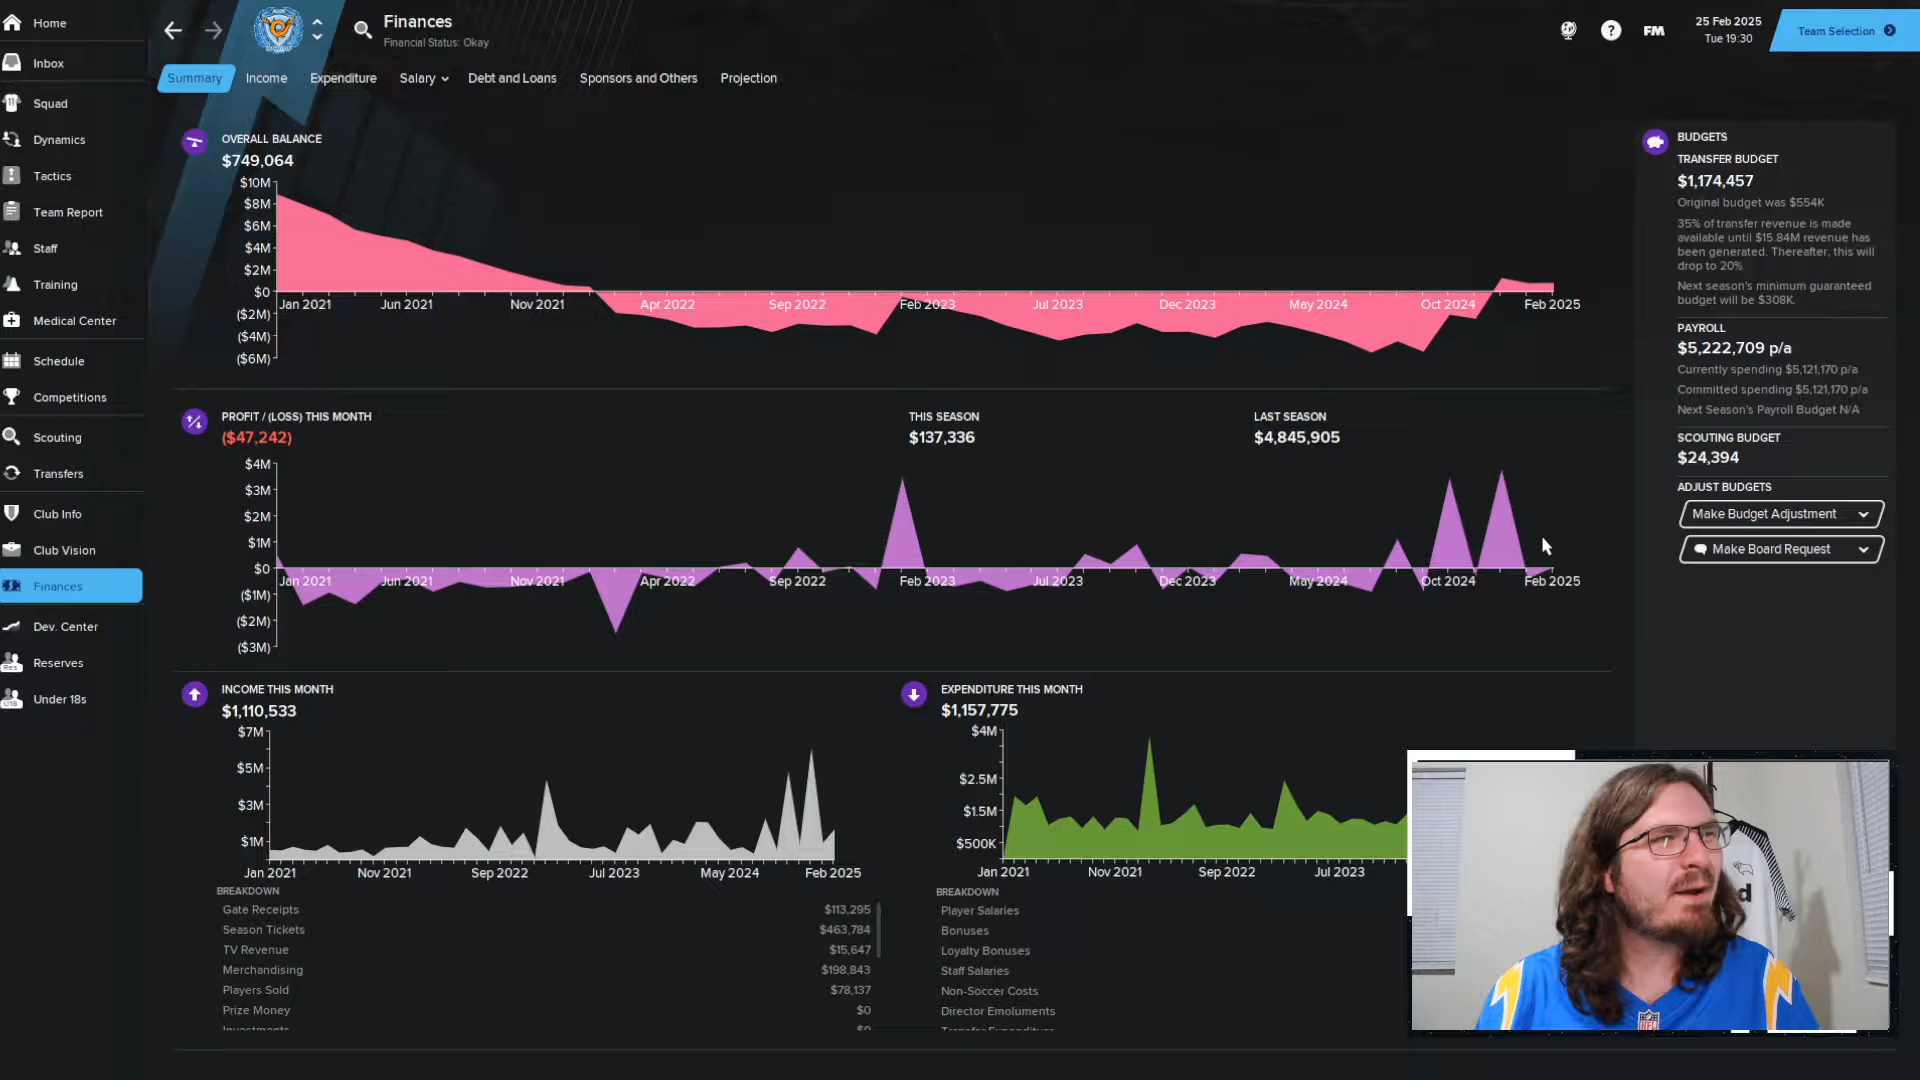 Home
Inbox
Squad
Dynamics
Tactics
Team Report
Staff
Training
Medical Center
Schedule
Competitions
Scouting
Transfers
Club Info
Club Vision
Finances
Dev. Center
Reserves
Under 18s
Finances
Financial Status: Okay
FM
25 Feb 2025
Tue 19:30
Team Selection
Summary Income Expenditure Salary Debt and Loans Sponsors and Others Projection
OVERALL BALANCE
$749,064
$10M
$8M
$6M
$4M
$2M
$0
($2M)
($4M)
($6M)
Jan 2021 Jun 2021 Nov 2021 Apr 2022 Sep 2022 Feb 2023 Jul 2023 Dec 2023 May 2024 Oct 2024 Feb 2025
PROFIT / (LOSS) THIS MONTH
($47,242)
THIS SEASON
$137,336
LAST SEASON
$4,845,905
$4M
$3M
$2M
$1M
$0
($1M)
($2M)
($3M)
Jan 2021 Jun 2021 Nov 2021 Apr 2022 Sep 2022 Feb 2023 Jul 2023 Dec 2023 May 2024 Oct 2024 Feb 2025
INCOME THIS MONTH
$1,110,533
$7M
$5M
$3M
$1M
Jan 2021 Nov 2021 Sep 2022 Jul 2023 May 2024 Feb 2025
BREAKDOWN
Gate Receipts $113,295
Season Tickets $463,784
TV Revenue $15,647
Merchandising $198,843
Players Sold $78,137
Prize Money $0
Investments $0
EXPENDITURE THIS MONTH
$1,157,775
$4M
$2.5M
$1.5M
$500K
Jan 2021 Nov 2021 Sep 2022 Jul 2023
BREAKDOWN
Player Salaries
Bonuses
Loyalty Bonuses
Staff Salaries
Non-Soccer Costs
Director Emoluments
Transfer Expenditure
BUDGETS
TRANSFER BUDGET
$1,174,457
Original budget was $554K
35% of transfer revenue is made
available until $15.84M revenue has
been generated. Thereafter, this will
drop to 20%
Next season's minimum guaranteed
budget will be $308K.
PAYROLL
$5,222,709 p/a
Currently spending $5,121,170 p/a
Committed spending $5,121,170 p/a
Next Season's Payroll Budget N/A
SCOUTING BUDGET
$24,394
ADJUST BUDGETS
Make Budget Adjustment
Make Board Request
NFL